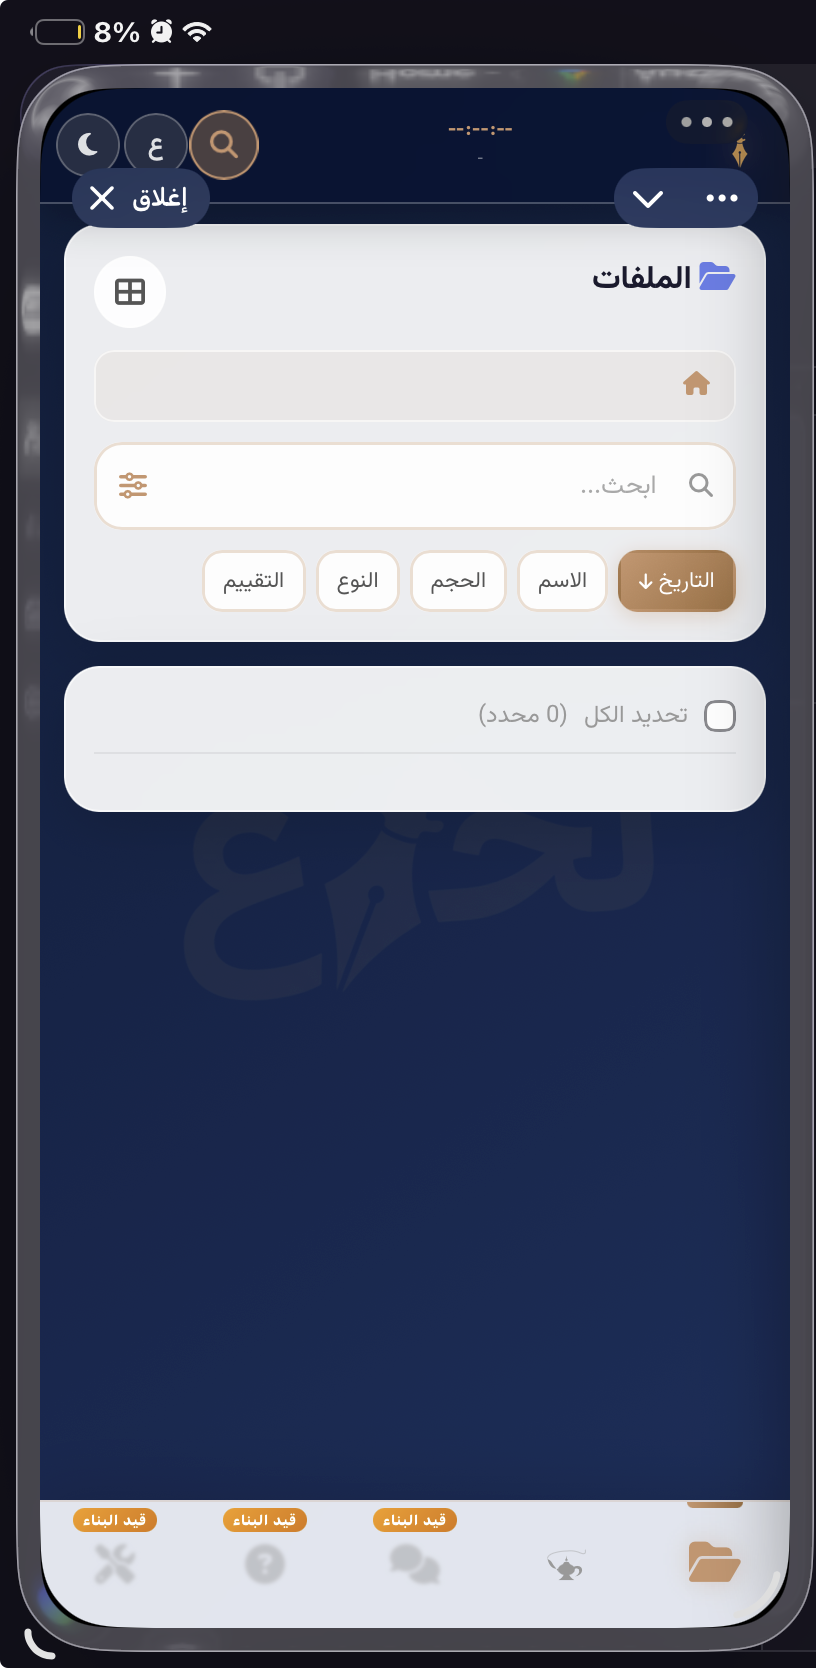 8%
ع
--:--:--
-
إغلاق
الملفات
ابحث...
التاريخ ↓ الاسم الحجم النوع التقييم
تحديد الكل (0 محدد)
قيد البناء قيد البناء قيد البناء